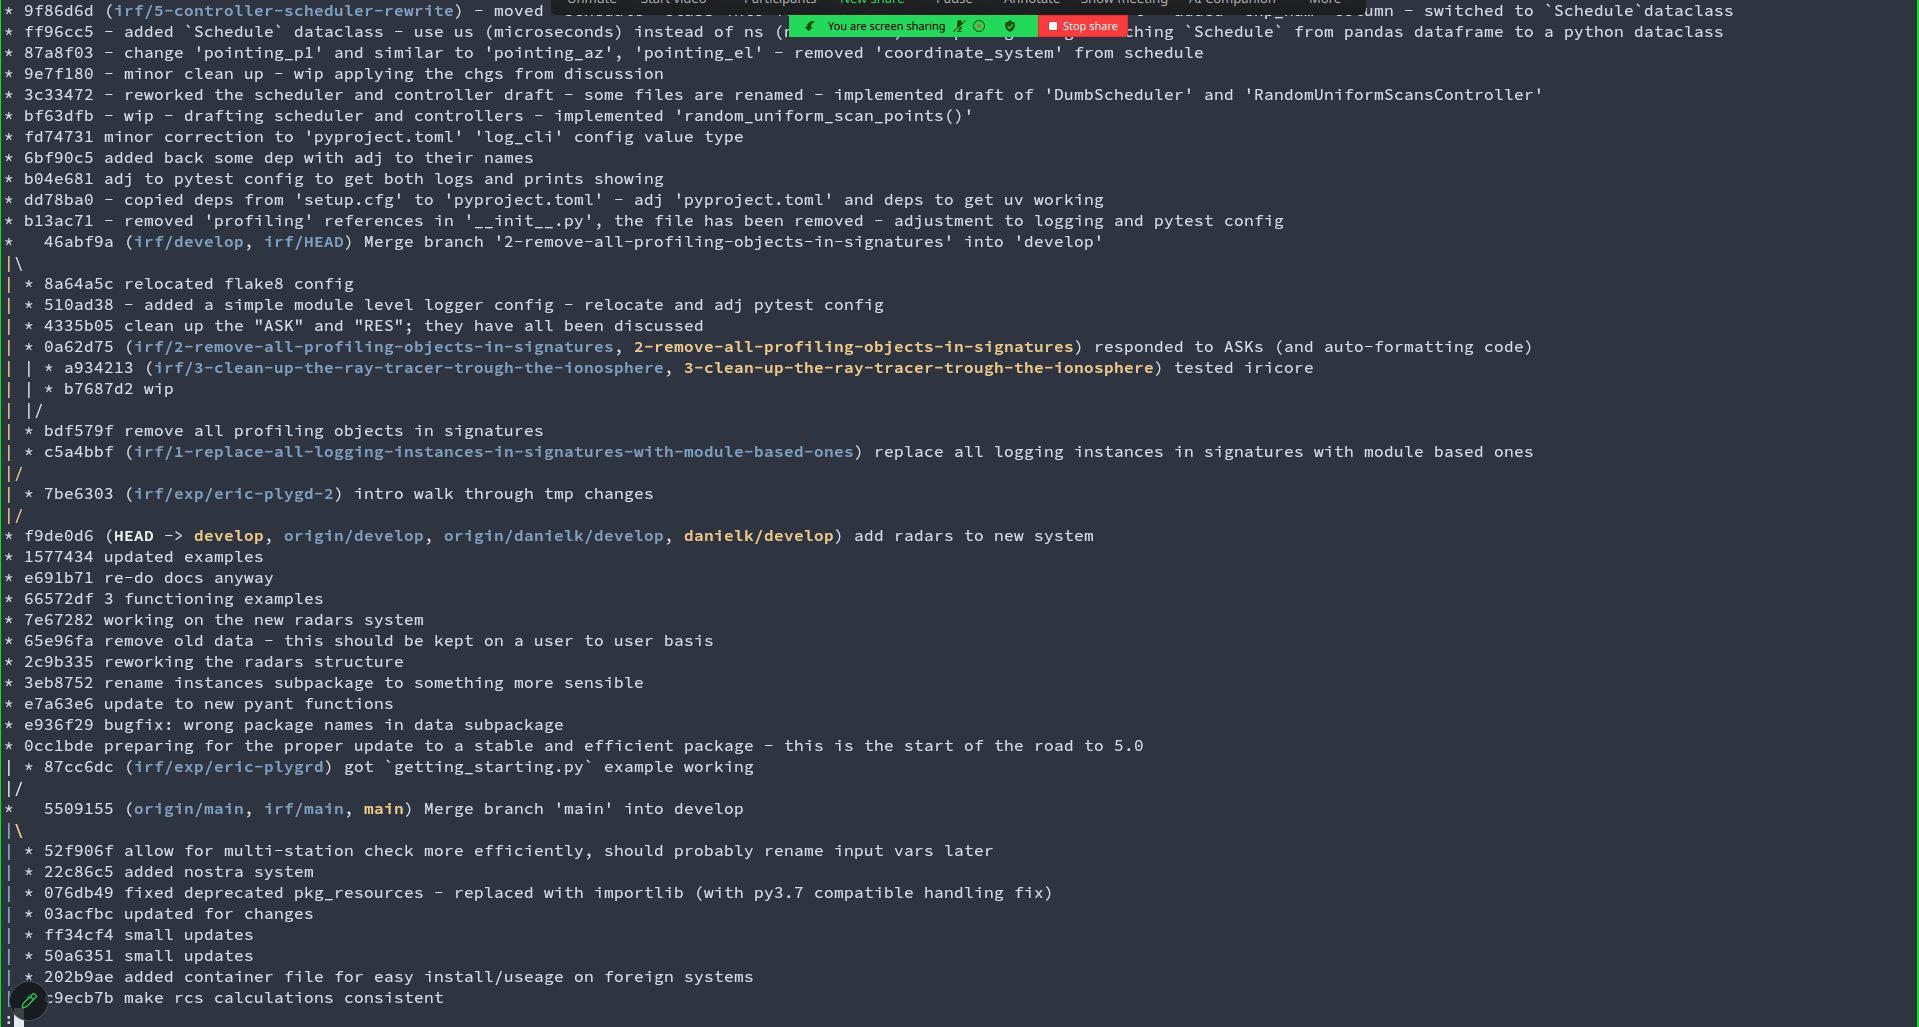 Start video Participants New share Pause Annotate Show meeting AI Companion More
* 9f86d6d (irf/5-controller-scheduler-rewrite) - moved column - switched to `Schedule`dataclass
You are screen sharing Stop share
* ff96cc5 - added `Schedule` dataclass - use us (microseconds) instead of ns ( `Schedule` from pandas dataframe to a python dataclass
* 87a8f03 - change 'pointing_p1' and similar to 'pointing_az', 'pointing_el' - removed 'coordinate_system' from schedule
* 9e7f180 - minor clean up - wip applying the chgs from discussion
* 3c33472 - reworked the scheduler and controller draft - some files are renamed - implemented draft of 'DumbScheduler' and 'RandomUniformScansController'
* bf63dfb - wip - drafting scheduler and controllers - implemented 'random_uniform_scan_points()'
* fd74731 minor correction to 'pyproject.toml' 'log_cli' config value type
* 6bf90c5 added back some dep with adj to their names
* b04e681 adj to pytest config to get both logs and prints showing
* dd78ba0 - copied deps from 'setup.cfg' to 'pyproject.toml' - adj 'pyproject.toml' and deps to get uv working
* b13ac71 - removed 'profiling' references in '__init__.py', the file has been removed - adjustment to logging and pytest config
*   46abf9a (irf/develop, irf/HEAD) Merge branch '2-remove-all-profiling-objects-in-signatures' into 'develop'
|\
| * 8a64a5c relocated flake8 config
| * 510ad38 - added a simple module level logger config - relocate and adj pytest config
| * 4335b05 clean up the "ASK" and "RES"; they have all been discussed
| * 0a62d75 (irf/2-remove-all-profiling-objects-in-signatures, 2-remove-all-profiling-objects-in-signatures) responded to ASKs (and auto-formatting code)
| | * a934213 (irf/3-clean-up-the-ray-tracer-trough-the-ionosphere, 3-clean-up-the-ray-tracer-trough-the-ionosphere) tested iricore
| | * b7687d2 wip
| |/
| * bdf579f remove all profiling objects in signatures
| * c5a4bbf (irf/1-replace-all-logging-instances-in-signatures-with-module-based-ones) replace all logging instances in signatures with module based ones
|/
| * 7be6303 (irf/exp/eric-plygd-2) intro walk through tmp changes
|/
* f9de0d6 (HEAD -> develop, origin/develop, origin/danielk/develop, danielk/develop) add radars to new system
* 1577434 updated examples
* e691b71 re-do docs anyway
* 66572df 3 functioning examples
* 7e67282 working on the new radars system
* 65e96fa remove old data - this should be kept on a user to user basis
* 2c9b335 reworking the radars structure
* 3eb8752 rename instances subpackage to something more sensible
* e7a63e6 update to new pyant functions
* e936f29 bugfix: wrong package names in data subpackage
* 0cc1bde preparing for the proper update to a stable and efficient package - this is the start of the road to 5.0
| * 87cc6dc (irf/exp/eric-plygrd) got `getting_starting.py` example working
|/
*   5509155 (origin/main, irf/main, main) Merge branch 'main' into develop
|\
| * 52f906f allow for multi-station check more efficiently, should probably rename input vars later
| * 22c86c5 added nostra system
| * 076db49 fixed deprecated pkg_resources - replaced with importlib (with py3.7 compatible handling fix)
| * 03acfbc updated for changes
| * ff34cf4 small updates
| * 50a6351 small updates
| * 202b9ae added container file for easy install/useage on foreign systems
c9ecb7b make rcs calculations consistent
: